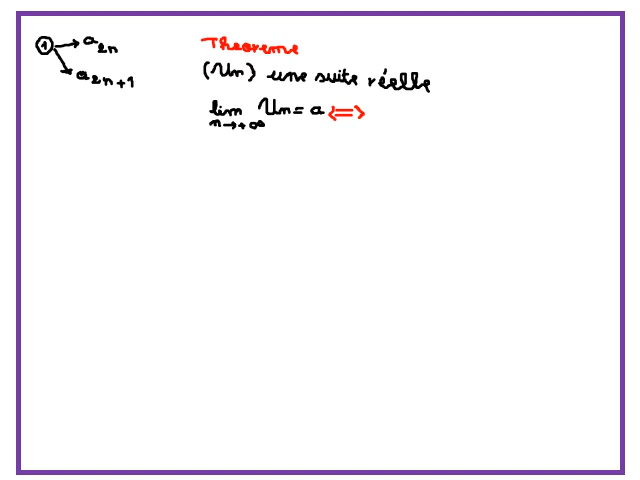 ① → a₂ₙ
→ a₂ₙ₊₁
Theoreme
(Un) une suite réelle
lim Un = a ⟺
n→+∞